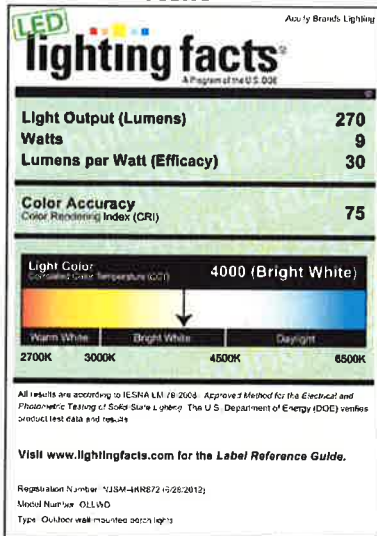 Acuity Brands Lighting
LED
lighting facts®
A Program of the U.S. DOE
Light Output (Lumens) 270
Watts 9
Lumens per Watt (Efficacy) 30
Color Accuracy 75
Color Rendering Index (CRI)
Light Color 4000 (Bright White)
Correlated Color Temperature (CCT)
Warm White Bright White Daylight
2700K 3000K 4500K 6500K
All results are according to IESNA LM-79-2008: Approved Method for the Electrical and
Photometric Testing of Solid-State Lighting. The U.S. Department of Energy (DOE) verifies
product test data and results.
Visit www.lightingfacts.com for the Label Reference Guide.
Registration Number: (6/28/2012)
Model Number: OLLWD
Type: Outdoor wall-mounted porch lights